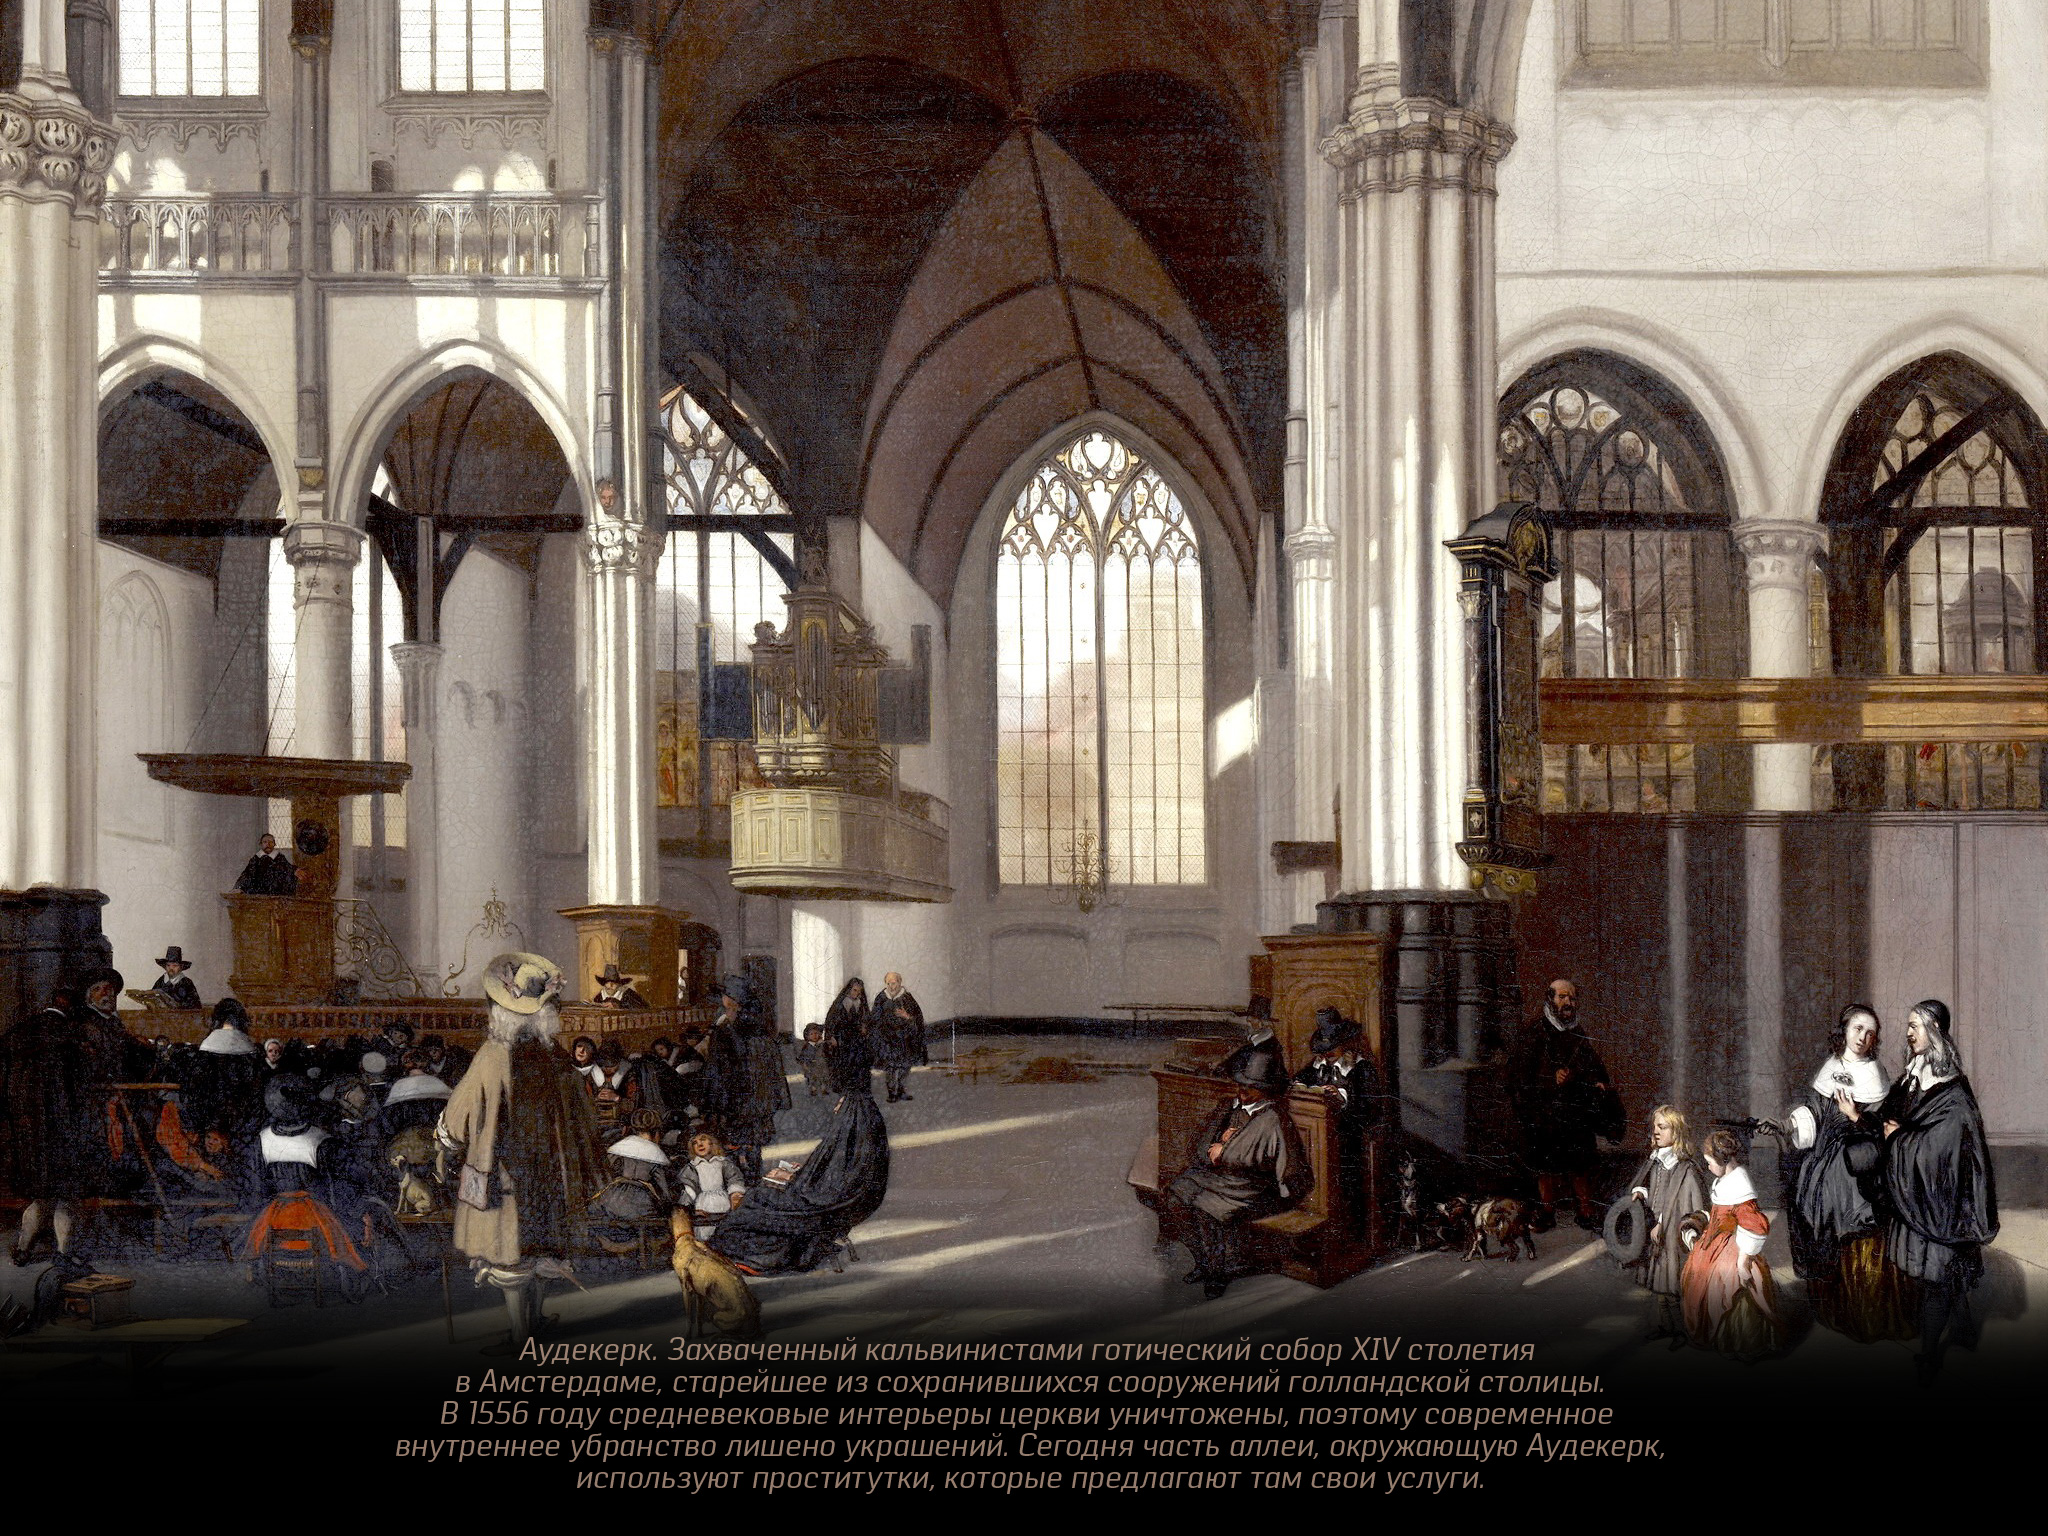 Аудекерк. Захваченный кальвинистами готический собор XIV столетия
в Амстердаме, старейшее из сохранившихся сооружений голландской столицы.
В 1556 году средневековые интерьеры церкви уничтожены, поэтому современное
внутреннее убранство лишено украшений. Сегодня часть аллеи, окружающую Аудекерк,
используют проститутки, которые предлагают там свои услуги.